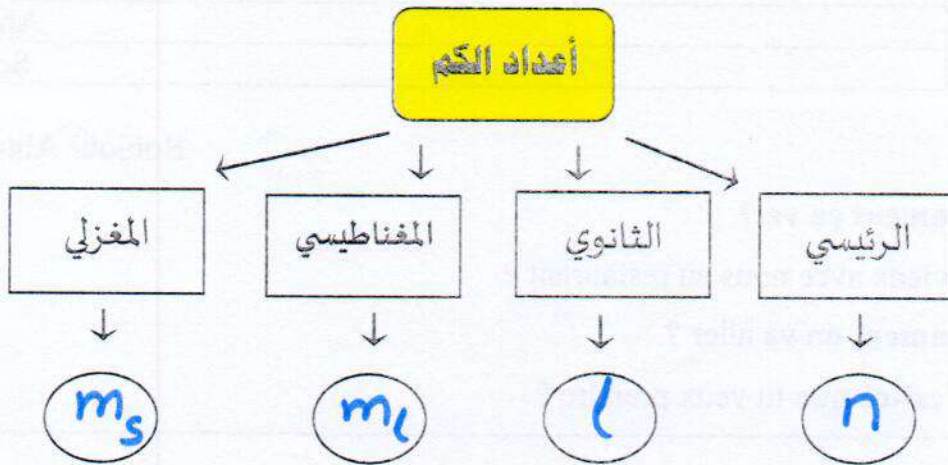 أعداد الكم
الرئيسي
الثانوي
المغناطيسي
المغزلي
n
l
mₗ
mₛ